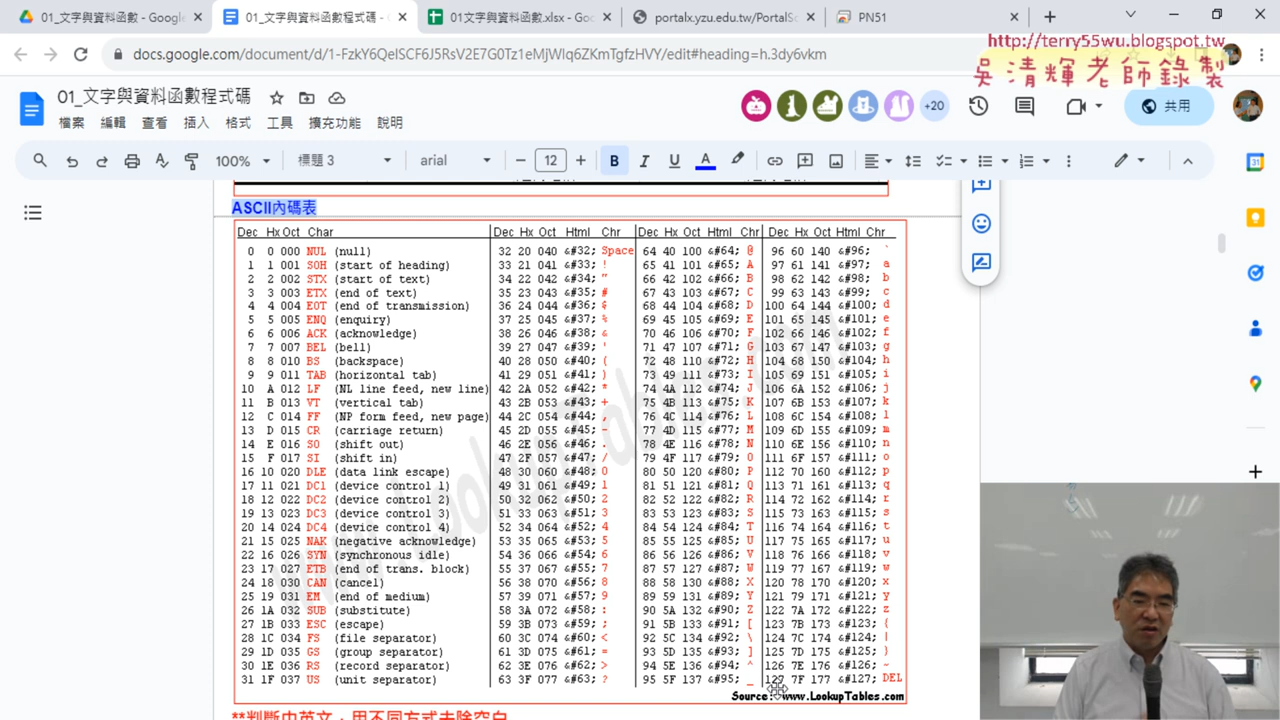 01_文字與資料函數 - Google
01_文字與資料函數程式碼 -
01文字與資料函數.xlsx - Go
portalx.yzu.edu.tw/PortalSo
PN51
docs.google.com/document/d/1-FzkY6QelSCF6J5RsV2E7G0Tz1eMjWIq6ZKmTgfzHVY/edit#heading=h.3dy6vkm
http://terry55wu.blogspot.tw
吳清輝老師錄製
01_文字與資料函數程式碼
檔案 編輯 查看 插入 格式 工具 擴充功能 說明
+20
共用
100% 標題 3 arial 12 B I U A
ASCII內碼表
Dec Hx Oct Char Dec Hx Oct Html Chr Dec Hx Oct Html Chr Dec Hx Oct Html Chr
0 0 000 NUL (null) 32 20 040 &#32; Space 64 40 100 &#64; @ 96 60 140 &#96; `
1 1 001 SOH (start of heading) 33 21 041 &#33; ! 65 41 101 &#65; A 97 61 141 &#97; a
2 2 002 STX (start of text) 34 22 042 &#34; " 66 42 102 &#66; B 98 62 142 &#98; b
3 3 003 ETX (end of text) 35 23 043 &#35; # 67 43 103 &#67; C 99 63 143 &#99; c
4 4 004 EOT (end of transmission) 36 24 044 &#36; $ 68 44 104 &#68; D 100 64 144 &#100; d
5 5 005 ENQ (enquiry) 37 25 045 &#37; % 69 45 105 &#69; E 101 65 145 &#101; e
6 6 006 ACK (acknowledge) 38 26 046 &#38; & 70 46 106 &#70; F 102 66 146 &#102; f
7 7 007 BEL (bell) 39 27 047 &#39; ' 71 47 107 &#71; G 103 67 147 &#103; g
8 8 010 BS (backspace) 40 28 050 &#40; ( 72 48 110 &#72; H 104 68 150 &#104; h
9 9 011 TAB (horizontal tab) 41 29 051 &#41; ) 73 49 111 &#73; I 105 69 151 &#105; i
10 A 012 LF (NL line feed, new line) 42 2A 052 &#42; * 74 4A 112 &#74; J 106 6A 152 &#106; j
11 B 013 VT (vertical tab) 43 2B 053 &#43; + 75 4B 113 &#75; K 107 6B 153 &#107; k
12 C 014 FF (NP form feed, new page) 44 2C 054 &#44; , 76 4C 114 &#76; L 108 6C 154 &#108; l
13 D 015 CR (carriage return) 45 2D 055 &#45; - 77 4D 115 &#77; M 109 6D 155 &#109; m
14 E 016 SO (shift out) 46 2E 056 &#46; . 78 4E 116 &#78; N 110 6E 156 &#110; n
15 F 017 SI (shift in) 47 2F 057 &#47; / 79 4F 117 &#79; O 111 6F 157 &#111; o
16 10 020 DLE (data link escape) 48 30 060 &#48; 0 80 50 120 &#80; P 112 70 160 &#112; p
17 11 021 DC1 (device control 1) 49 31 061 &#49; 1 81 51 121 &#81; Q 113 71 161 &#113; q
18 12 022 DC2 (device control 2) 50 32 062 &#50; 2 82 52 122 &#82; R 114 72 162 &#114; r
19 13 023 DC3 (device control 3) 51 33 063 &#51; 3 83 53 123 &#83; S 115 73 163 &#115; s
20 14 024 DC4 (device control 4) 52 34 064 &#52; 4 84 54 124 &#84; T 116 74 164 &#116; t
21 15 025 NAK (negative acknowledge) 53 35 065 &#53; 5 85 55 125 &#85; U 117 75 165 &#117; u
22 16 026 SYN (synchronous idle) 54 36 066 &#54; 6 86 56 126 &#86; V 118 76 166 &#118; v
23 17 027 ETB (end of trans. block) 55 37 067 &#55; 7 87 57 127 &#87; W 119 77 167 &#119; w
24 18 030 CAN (cancel) 56 38 070 &#56; 8 88 58 130 &#88; X 120 78 170 &#120; x
25 19 031 EM (end of medium) 57 39 071 &#57; 9 89 59 131 &#89; Y 121 79 171 &#121; y
26 1A 032 SUB (substitute) 58 3A 072 &#58; : 90 5A 132 &#90; Z 122 7A 172 &#122; z
27 1B 033 ESC (escape) 59 3B 073 &#59; ; 91 5B 133 &#91; [ 123 7B 173 &#123; {
28 1C 034 FS (file separator) 60 3C 074 &#60; < 92 5C 134 &#92; \ 124 7C 174 &#124; |
29 1D 035 GS (group separator) 61 3D 075 &#61; = 93 5D 135 &#93; ] 125 7D 175 &#125; }
30 1E 036 RS (record separator) 62 3E 076 &#62; > 94 5E 136 &#94; ^ 126 7E 176 &#126; ~
31 1F 037 US (unit separator) 63 3F 077 &#63; ? 95 5F 137 &#95; _ 127 7F 177 &#127; DEL
Source: www.LookupTables.com
**判斷中英文，用不同方式去除空白